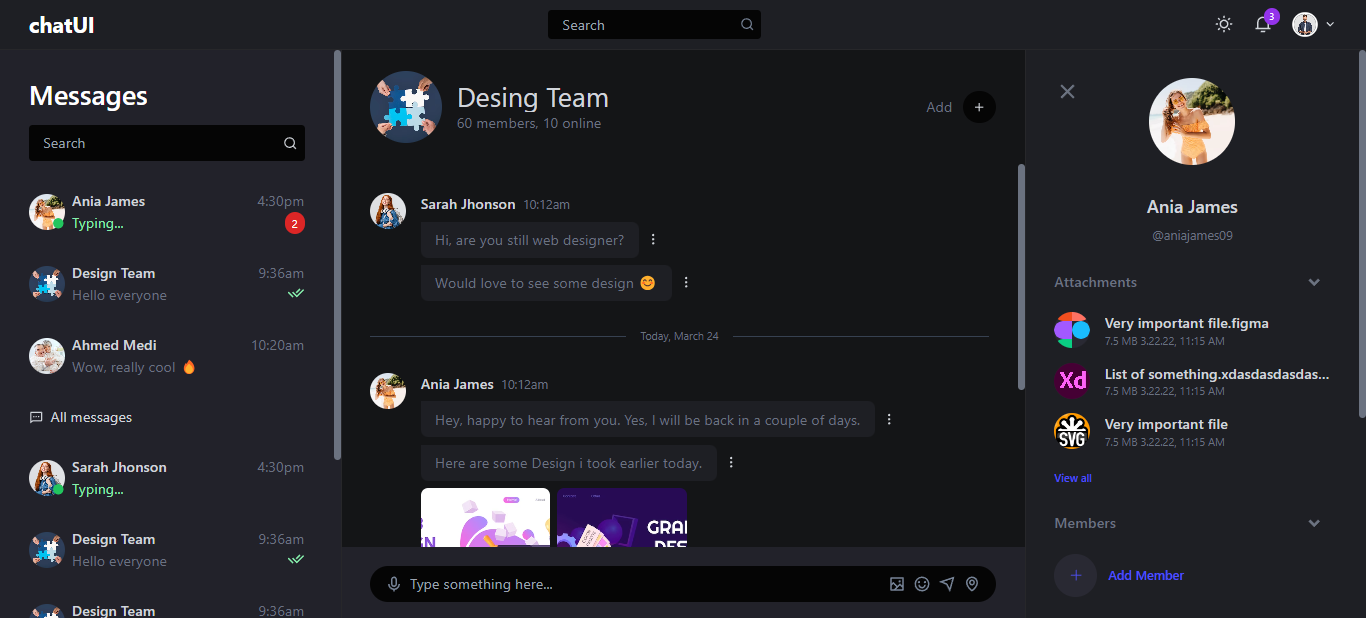 chatUI
Search
3
Messages
Search
Ania James 4:30pm
Typing... 2
Design Team 9:36am
Hello everyone
Ahmed Medi 10:20am
Wow, really cool 🔥
All messages
Sarah Jhonson 4:30pm
Typing...
Design Team 9:36am
Hello everyone
Design Team 9:36am
Desing Team
60 members, 10 online
Add +
Sarah Jhonson 10:12am
Hi, are you still web designer?
Would love to see some design 😊
Today, March 24
Ania James 10:12am
Hey, happy to hear from you. Yes, I will be back in a couple of days.
Here are some Design i took earlier today.
Type something here...
Ania James
@aniajames09
Attachments
Very important file.figma
7.5 MB 3.22.22, 11:15 AM
Xd
List of something.xdasdasdasdas...
7.5 MB 3.22.22, 11:15 AM
SVG
Very important file
7.5 MB 3.22.22, 11:15 AM
View all
Members
+ Add Member